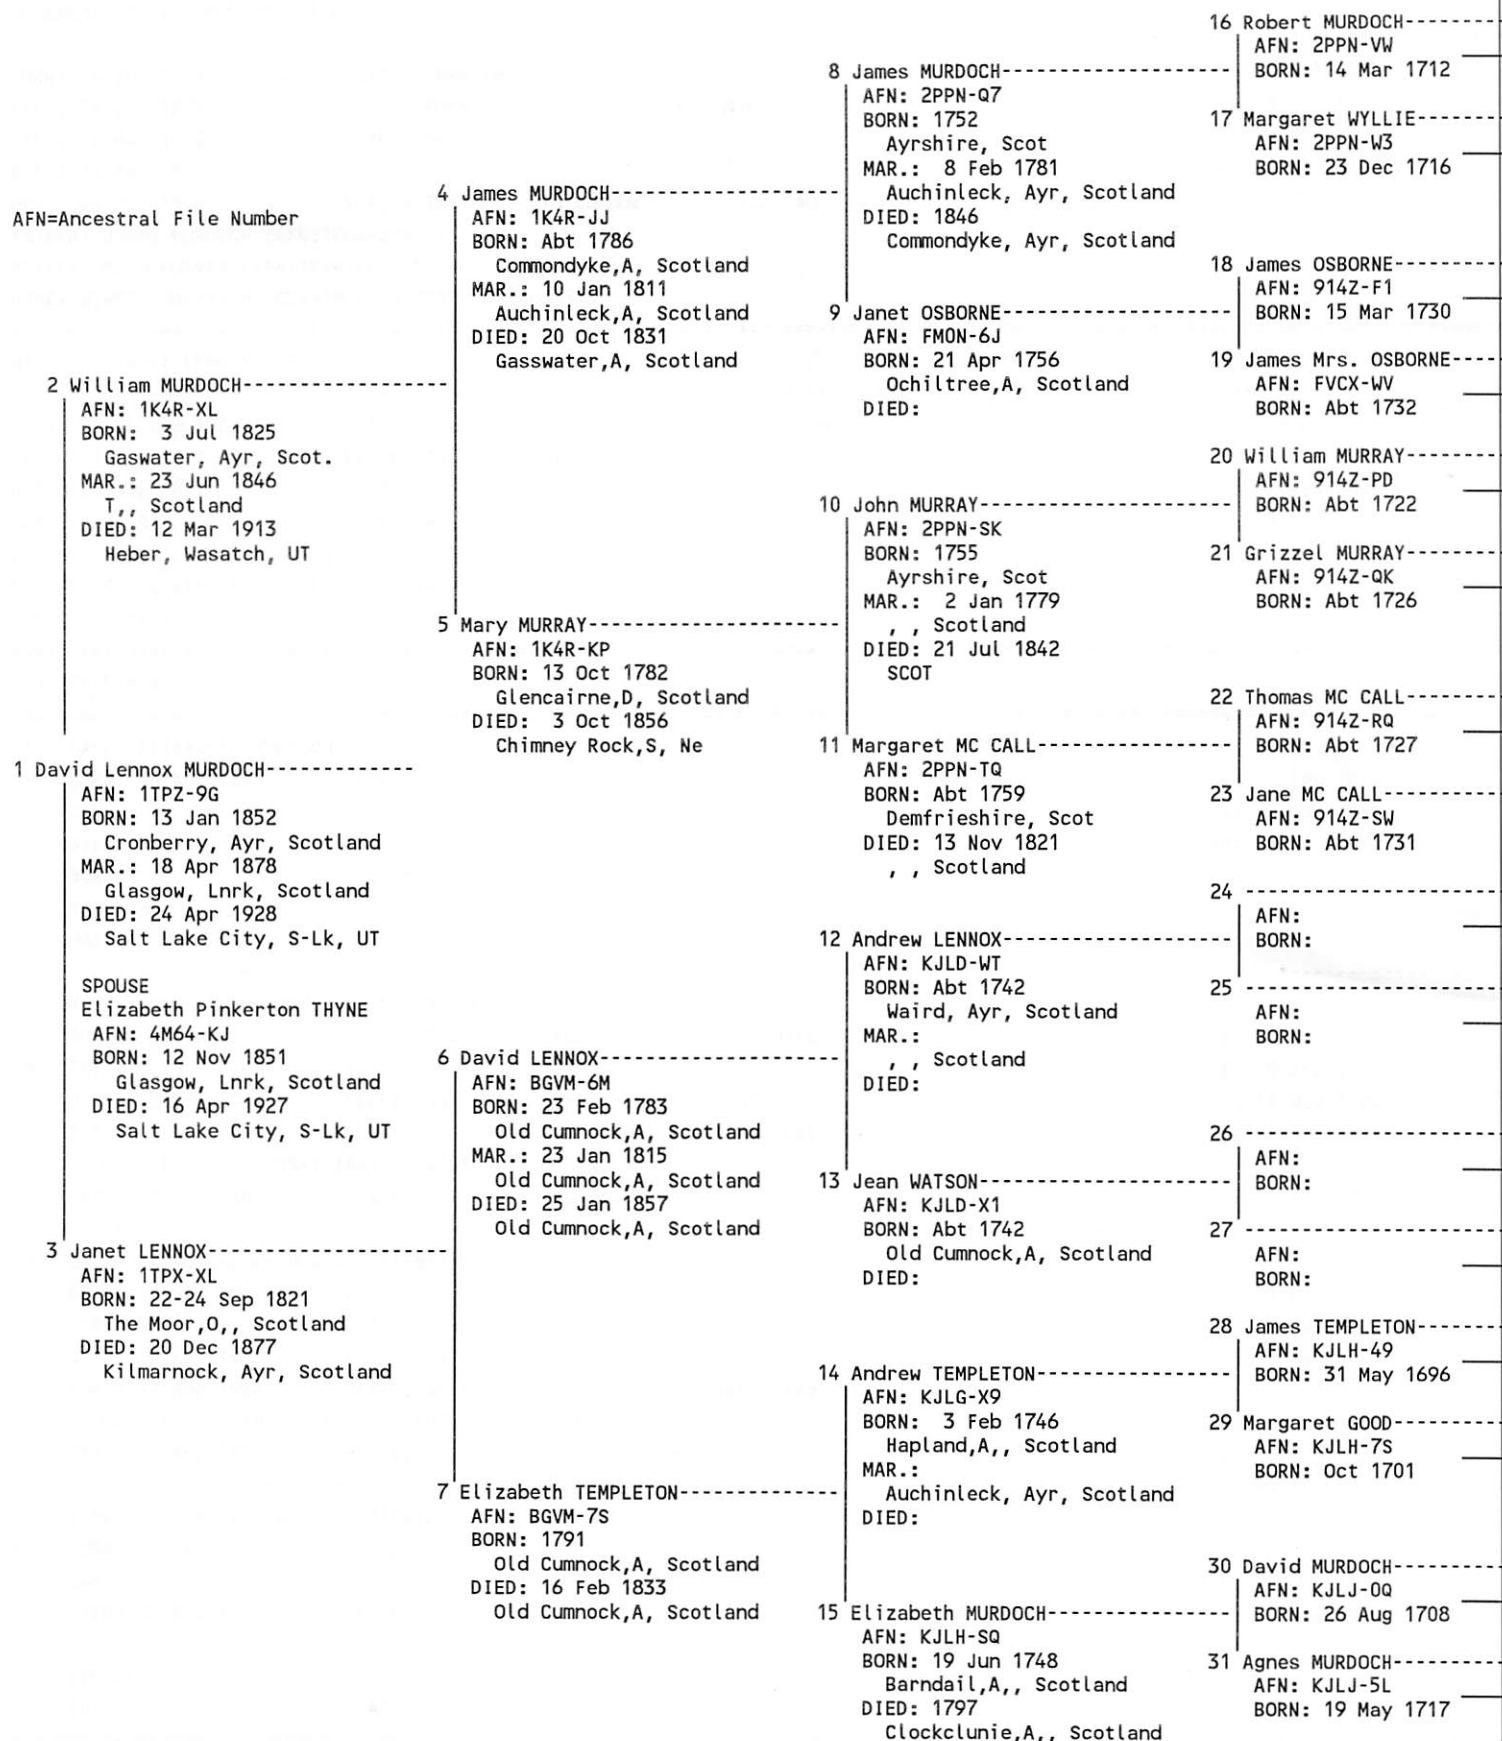 AFN=Ancestral File Number
1 David Lennox MURDOCH-------------
AFN: 1TPZ-9G
BORN: 13 Jan 1852
Cronberry, Ayr, Scotland
MAR.: 18 Apr 1878
Glasgow, Lnrk, Scotland
DIED: 24 Apr 1928
Salt Lake City, S-Lk, UT
SPOUSE
Elizabeth Pinkerton THYNE
AFN: 4M64-KJ
BORN: 12 Nov 1851
Glasgow, Lnrk, Scotland
DIED: 16 Apr 1927
Salt Lake City, S-Lk, UT
2 William MURDOCH-----------------
AFN: 1K4R-XL
BORN: 3 Jul 1825
Gaswater, Ayr, Scot.
MAR.: 23 Jun 1846
T,, Scotland
DIED: 12 Mar 1913
Heber, Wasatch, UT
3 Janet LENNOX--------------------
AFN: 1TPX-XL
BORN: 22-24 Sep 1821
The Moor,O,, Scotland
DIED: 20 Dec 1877
Kilmarnock, Ayr, Scotland
4 James MURDOCH-------------------
AFN: 1K4R-JJ
BORN: Abt 1786
Commondyke,A, Scotland
MAR.: 10 Jan 1811
Auchinleck,A, Scotland
DIED: 20 Oct 1831
Gasswater,A, Scotland
5 Mary MURRAY---------------------
AFN: 1K4R-KP
BORN: 13 Oct 1782
Glencairne,D, Scotland
DIED: 3 Oct 1856
Chimney Rock,S, Ne
6 David LENNOX--------------------
AFN: BGVM-6M
BORN: 23 Feb 1783
Old Cumnock,A, Scotland
MAR.: 23 Jan 1815
Old Cumnock,A, Scotland
DIED: 25 Jan 1857
Old Cumnock,A, Scotland
7 Elizabeth TEMPLETON-------------
AFN: BGVM-7S
BORN: 1791
Old Cumnock,A, Scotland
DIED: 16 Feb 1833
Old Cumnock,A, Scotland
8 James MURDOCH-------------------
AFN: 2PPN-Q7
BORN: 1752
Ayrshire, Scot
MAR.: 8 Feb 1781
Auchinleck, Ayr, Scotland
DIED: 1846
Commondyke, Ayr, Scotland
9 Janet OSBORNE-------------------
AFN: FM0N-6J
BORN: 21 Apr 1756
Ochiltree,A, Scotland
DIED:
10 John MURRAY---------------------
AFN: 2PPN-SK
BORN: 1755
Ayrshire, Scot
MAR.: 2 Jan 1779
, , Scotland
DIED: 21 Jul 1842
SCOT
11 Margaret MC CALL----------------
AFN: 2PPN-TQ
BORN: Abt 1759
Demfrieshire, Scot
DIED: 13 Nov 1821
, , Scotland
12 Andrew LENNOX-------------------
AFN: KJLD-WT
BORN: Abt 1742
Waird, Ayr, Scotland
MAR.:
, , Scotland
DIED:
13 Jean WATSON---------------------
AFN: KJLD-X1
BORN: Abt 1742
Old Cumnock,A, Scotland
DIED:
14 Andrew TEMPLETON----------------
AFN: KJLG-X9
BORN: 3 Feb 1746
Hapland,A,, Scotland
MAR.:
Auchinleck, Ayr, Scotland
DIED:
15 Elizabeth MURDOCH---------------
AFN: KJLH-SQ
BORN: 19 Jun 1748
Barndail,A,, Scotland
DIED: 1797
Clockclunie,A,, Scotland
16 Robert MURDOCH--------
AFN: 2PPN-VW
BORN: 14 Mar 1712
17 Margaret WYLLIE-------
AFN: 2PPN-W3
BORN: 23 Dec 1716
18 James OSBORNE---------
AFN: 914Z-F1
BORN: 15 Mar 1730
19 James Mrs. OSBORNE----
AFN: FVCX-WV
BORN: Abt 1732
20 William MURRAY--------
AFN: 914Z-PD
BORN: Abt 1722
21 Grizzel MURRAY--------
AFN: 914Z-QK
BORN: Abt 1726
22 Thomas MC CALL--------
AFN: 914Z-RQ
BORN: Abt 1727
23 Jane MC CALL----------
AFN: 914Z-SW
BORN: Abt 1731
24 ----------------------
AFN:
BORN:
25 ----------------------
AFN:
BORN:
26 ----------------------
AFN:
BORN:
27 ----------------------
AFN:
BORN:
28 James TEMPLETON-------
AFN: KJLH-49
BORN: 31 May 1696
29 Margaret GOOD---------
AFN: KJLH-7S
BORN: Oct 1701
30 David MURDOCH---------
AFN: KJLJ-0Q
BORN: 26 Aug 1708
31 Agnes MURDOCH---------
AFN: KJLJ-5L
BORN: 19 May 1717